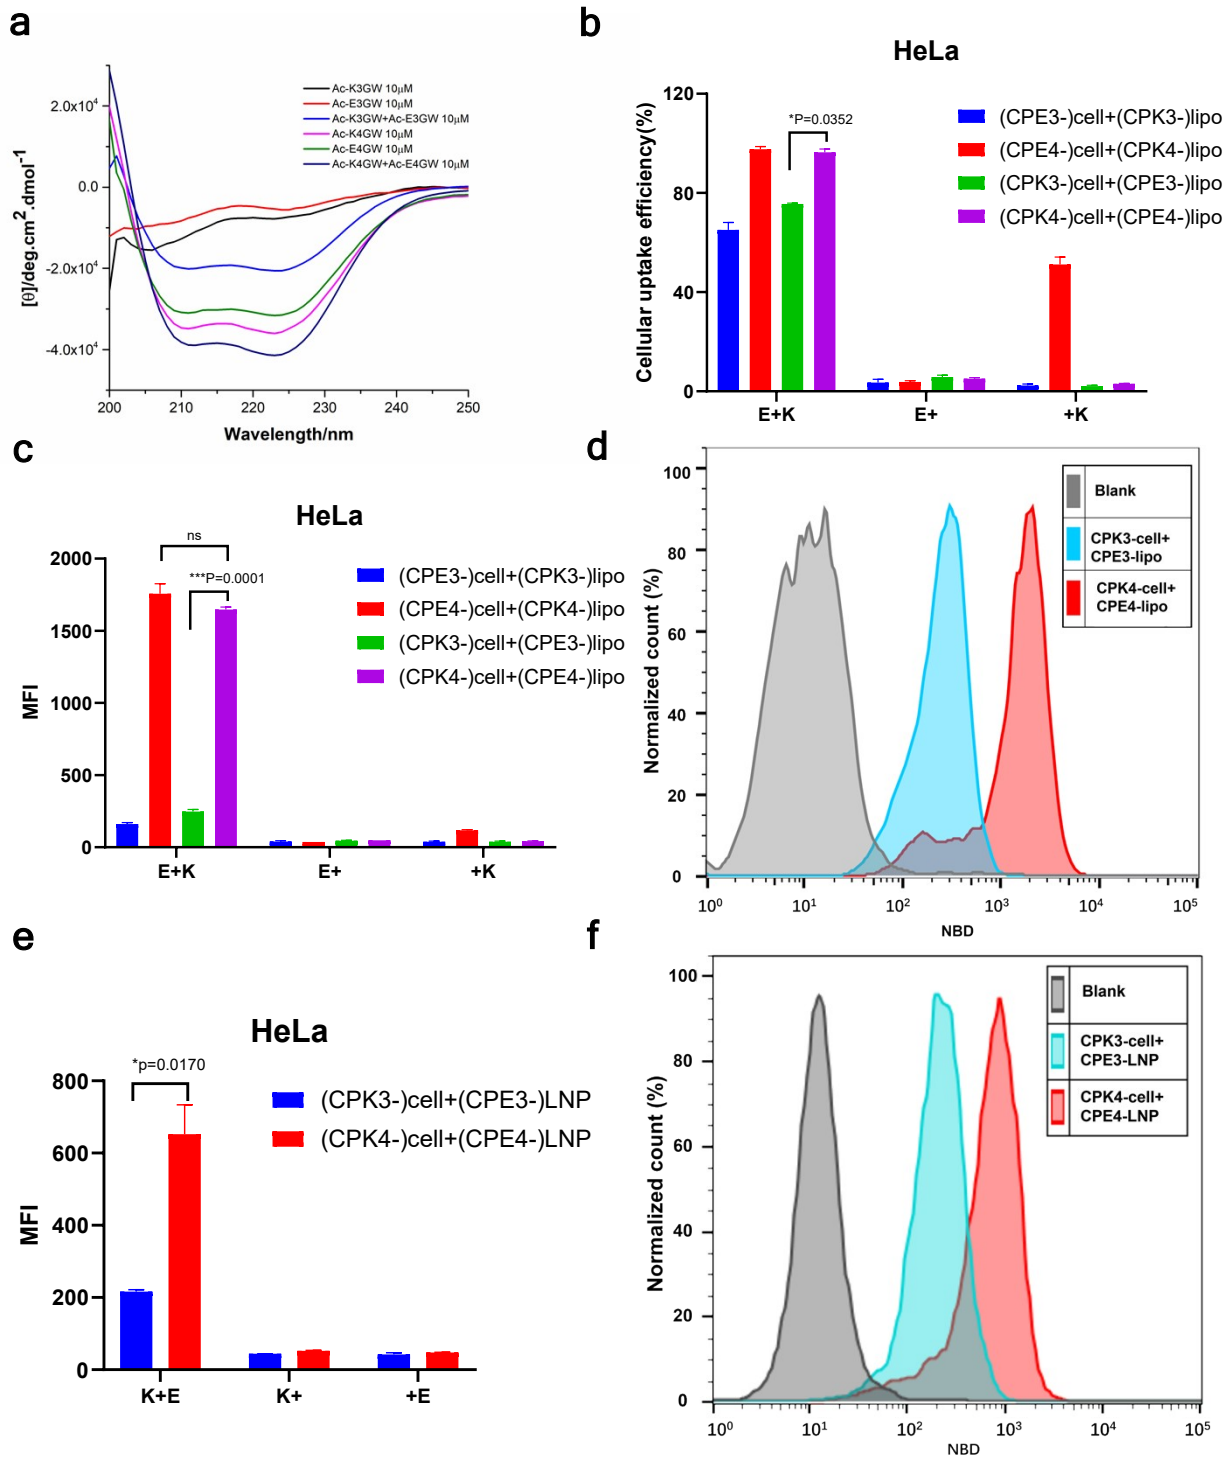 a
2.0x10⁴
0.0
-2.0x10⁴
-4.0x10⁴
[θ]/deg.cm².dmol⁻¹
Ac-K3GW 10μM
Ac-E3GW 10μM
Ac-K3GW+Ac-E3GW 10μM
Ac-K4GW 10μM
Ac-E4GW 10μM
Ac-K4GW+Ac-E4GW 10μM
200 210 220 230 240 250
Wavelength/nm
b
HeLa
Cellular uptake efficiency(%)
120
80
40
0
*P=0.0352
(CPE3-)cell+(CPK3-)lipo
(CPE4-)cell+(CPK4-)lipo
(CPK3-)cell+(CPE3-)lipo
(CPK4-)cell+(CPE4-)lipo
E+K E+ +K
c
HeLa
MFI
2000
1500
1000
500
0
ns
***P=0.0001
(CPE3-)cell+(CPK3-)lipo
(CPE4-)cell+(CPK4-)lipo
(CPK3-)cell+(CPE3-)lipo
(CPK4-)cell+(CPE4-)lipo
E+K E+ +K
d
Normalized count (%)
100
80
60
40
20
0
Blank
CPK3-cell+
CPE3-lipo
CPK4-cell+
CPE4-lipo
10⁰ 10¹ 10² 10³ 10⁴ 10⁵
NBD
e
HeLa
MFI
800
600
400
200
0
*p=0.0170
(CPK3-)cell+(CPE3-)LNP
(CPK4-)cell+(CPE4-)LNP
K+E K+ +E
f
Normalized count (%)
100
80
60
40
20
0
Blank
CPK3-cell+
CPE3-LNP
CPK4-cell+
CPE4-LNP
10⁰ 10¹ 10² 10³ 10⁴ 10⁵
NBD